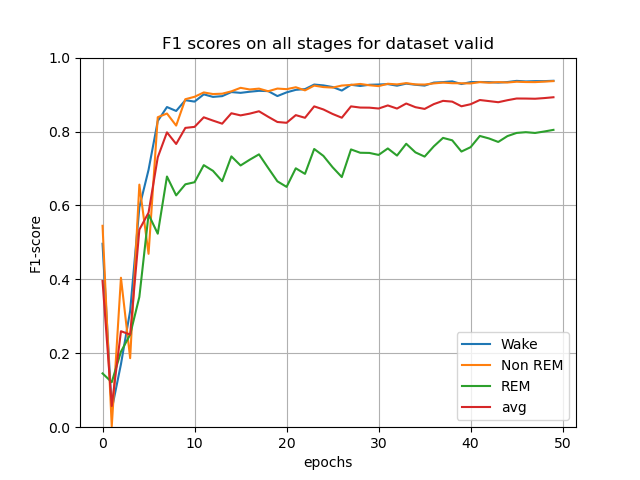 F1 scores on all stages for dataset valid
1.0
0.8
0.6
0.4
0.2
0.0
F1-score
0 10 20 30 40 50
epochs
Wake
Non REM
REM
avg